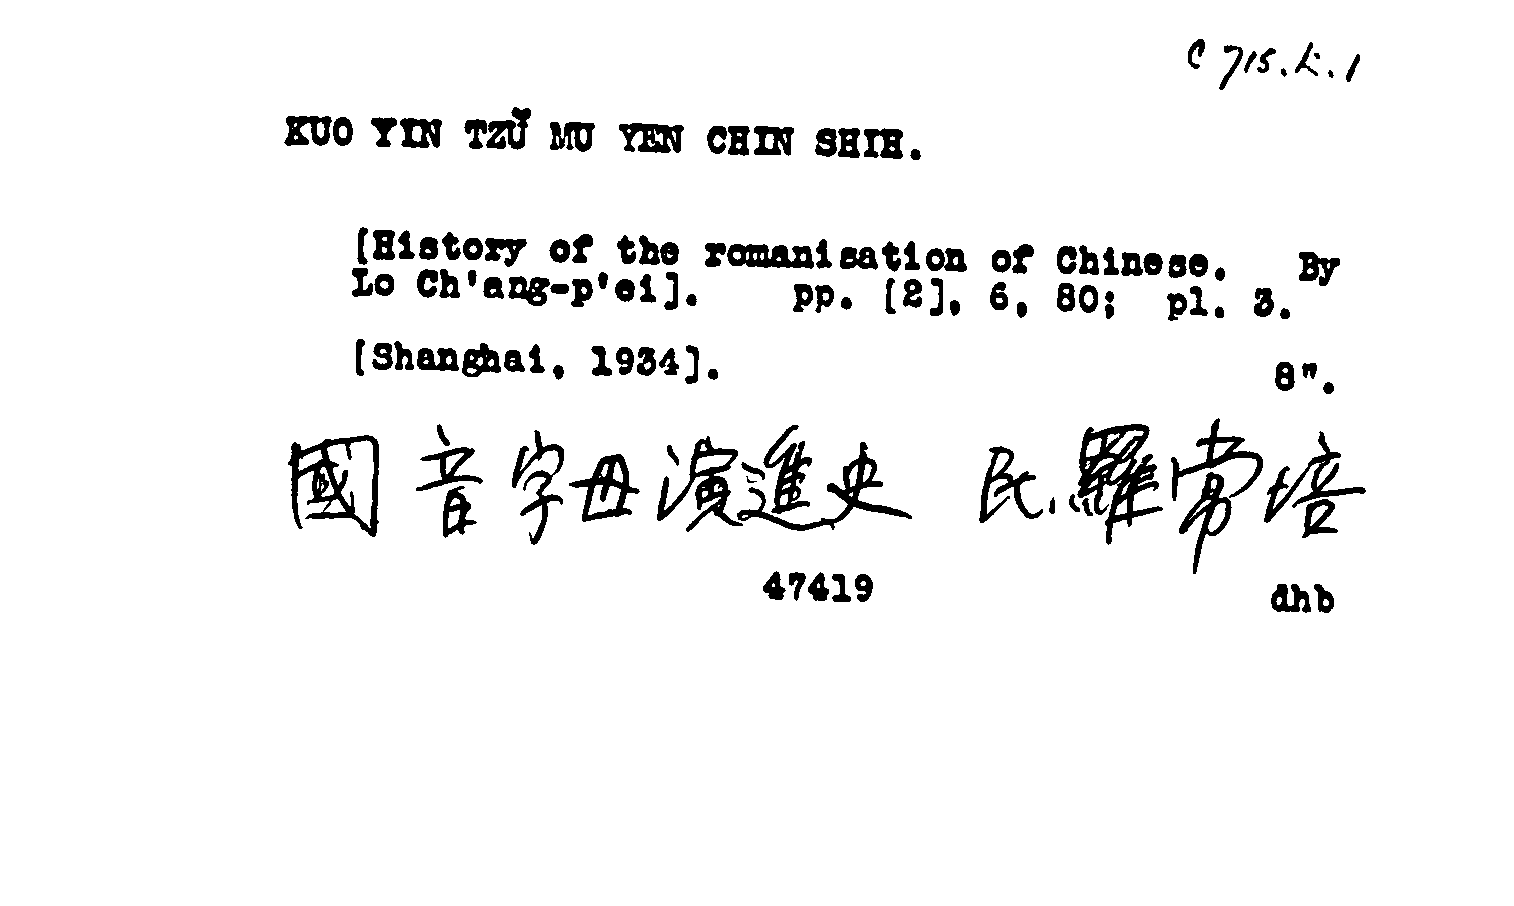 C 715.k.1
KUO YIN TZŬ MU YEN CHIN SHIH.
[History of the romanisation of Chinese. By
Lo Ch'ang-p'ei]. pp. [2], 6, 80; pl. 3.
[Shanghai, 1934]. 8".
國音字母演進史 民.羅常培
47419 dhb